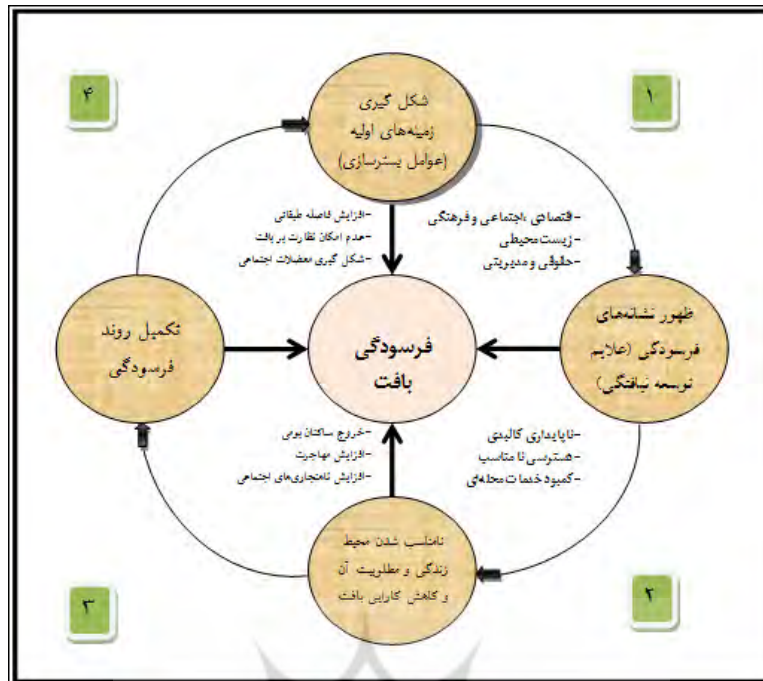 ۱
۴
شکل گیری
زمینه‌های اولیه
(عوامل بسترسازی)
-اقتصادی ،اجتماعی و فرهنگی
-زیست محیطی
-حقوقی و مدیریتی
-افزایش فاصله طبقاتی
-عدم امکان نظارت بر بافت
-شکل گیری معضلات اجتماعی
ظهور نشانه‌های
فرسودگی (علایم
توسعه نیافتگی)
فرسودگی
بافت
تکمیل روند
فرسودگی
-ناپایداری کالبدی
-دسترسی نامناسب
-کمبود خدمات محله‌ای
-خروج ساکنان بومی
-افزایش مهاجرت
-افزایش ناهنجاری‌های اجتماعی
نامناسب شدن محیط
زندگی و مطلوبیت آن
و کاهش کارایی بافت
۲
۳